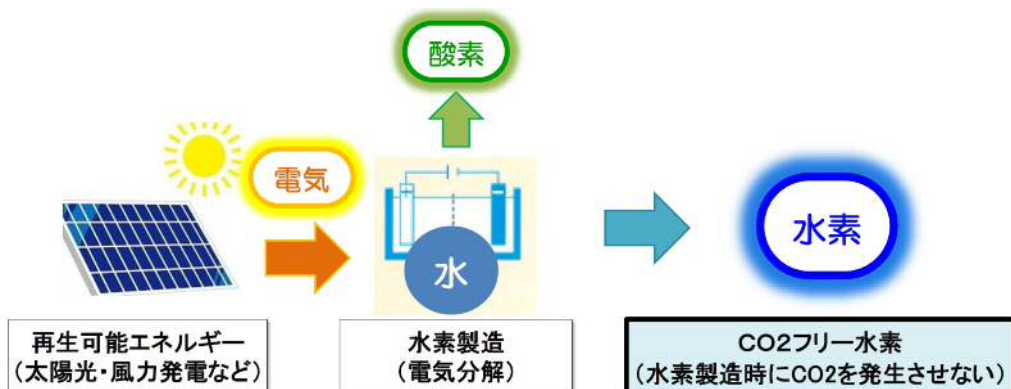 酸素
電気
+
−
水
水素
再生可能エネルギー
(太陽光・風力発電など)
水素製造
(電気分解)
CO2フリー水素
(水素製造時にCO2を発生させない)